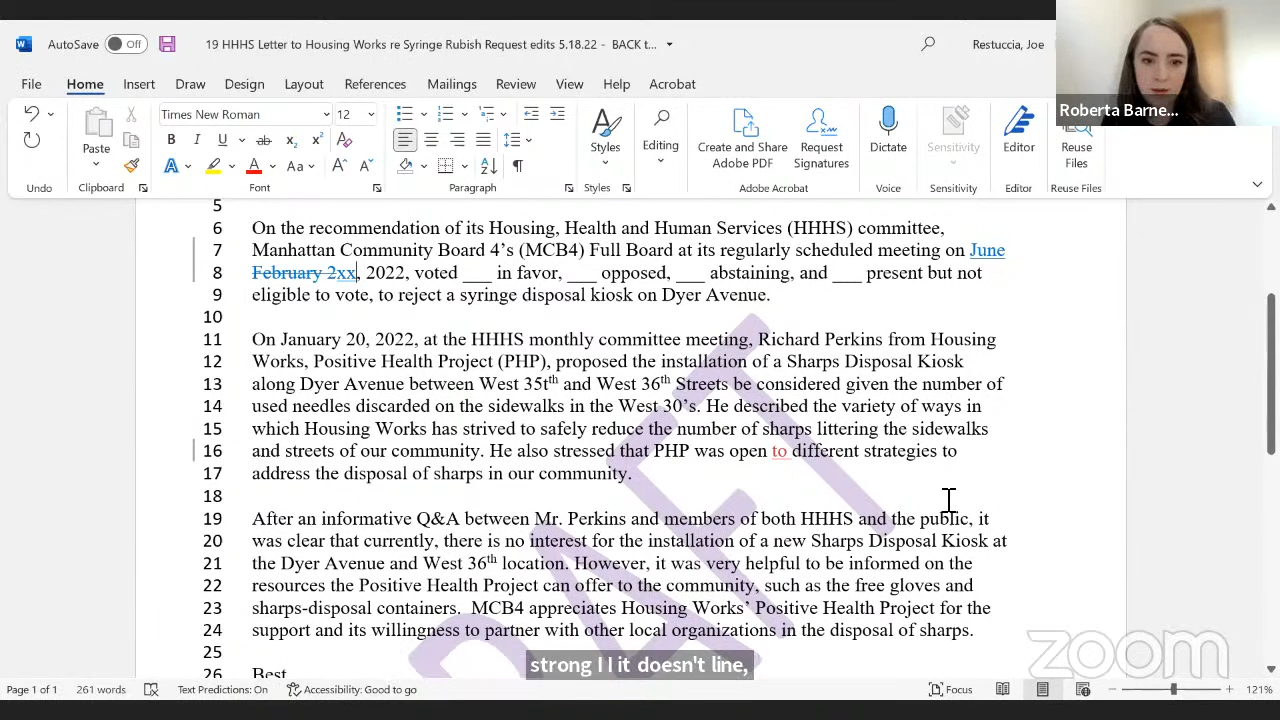 AutoSave Off 19 HHHS Letter to Housing Works re Syringe Rubish Request edits 5.18.22 - BACK t... Restuccia, Joe
Roberta Barne...
File Home Insert Draw Design Layout References Mailings Review View Help Acrobat
Times New Roman 12
Paste
Styles
Editing
Create and Share Adobe PDF
Request Signatures
Dictate
Sensitivity
Editor
Reuse Files
Undo Clipboard Font Paragraph Styles Adobe Acrobat Voice Sensitivity Editor Reuse Files
5
6 On the recommendation of its Housing, Health and Human Services (HHHS) committee,
7 Manhattan Community Board 4's (MCB4) Full Board at its regularly scheduled meeting on June
8 February 2xx, 2022, voted ___ in favor, ___ opposed, ___ abstaining, and ___ present but not
9 eligible to vote, to reject a syringe disposal kiosk on Dyer Avenue.
10
11 On January 20, 2022, at the HHHS monthly committee meeting, Richard Perkins from Housing
12 Works, Positive Health Project (PHP), proposed the installation of a Sharps Disposal Kiosk
13 along Dyer Avenue between West 35th and West 36th Streets be considered given the number of
14 used needles discarded on the sidewalks in the West 30's. He described the variety of ways in
15 which Housing Works has strived to safely reduce the number of sharps littering the sidewalks
16 and streets of our community. He also stressed that PHP was open to different strategies to
17 address the disposal of sharps in our community.
18
19 After an informative Q&A between Mr. Perkins and members of both HHHS and the public, it
20 was clear that currently, there is no interest for the installation of a new Sharps Disposal Kiosk at
21 the Dyer Avenue and West 36th location. However, it was very helpful to be informed on the
22 resources the Positive Health Project can offer to the community, such as the free gloves and
23 sharps-disposal containers. MCB4 appreciates Housing Works' Positive Health Project for the
24 support and its willingness to partner with other local organizations in the disposal of sharps.
25
26 Best
DRAFT
strong I I it doesn't line,
zoom
Page 1 of 1 261 words Text Predictions: On Accessibility: Good to go Focus 121%